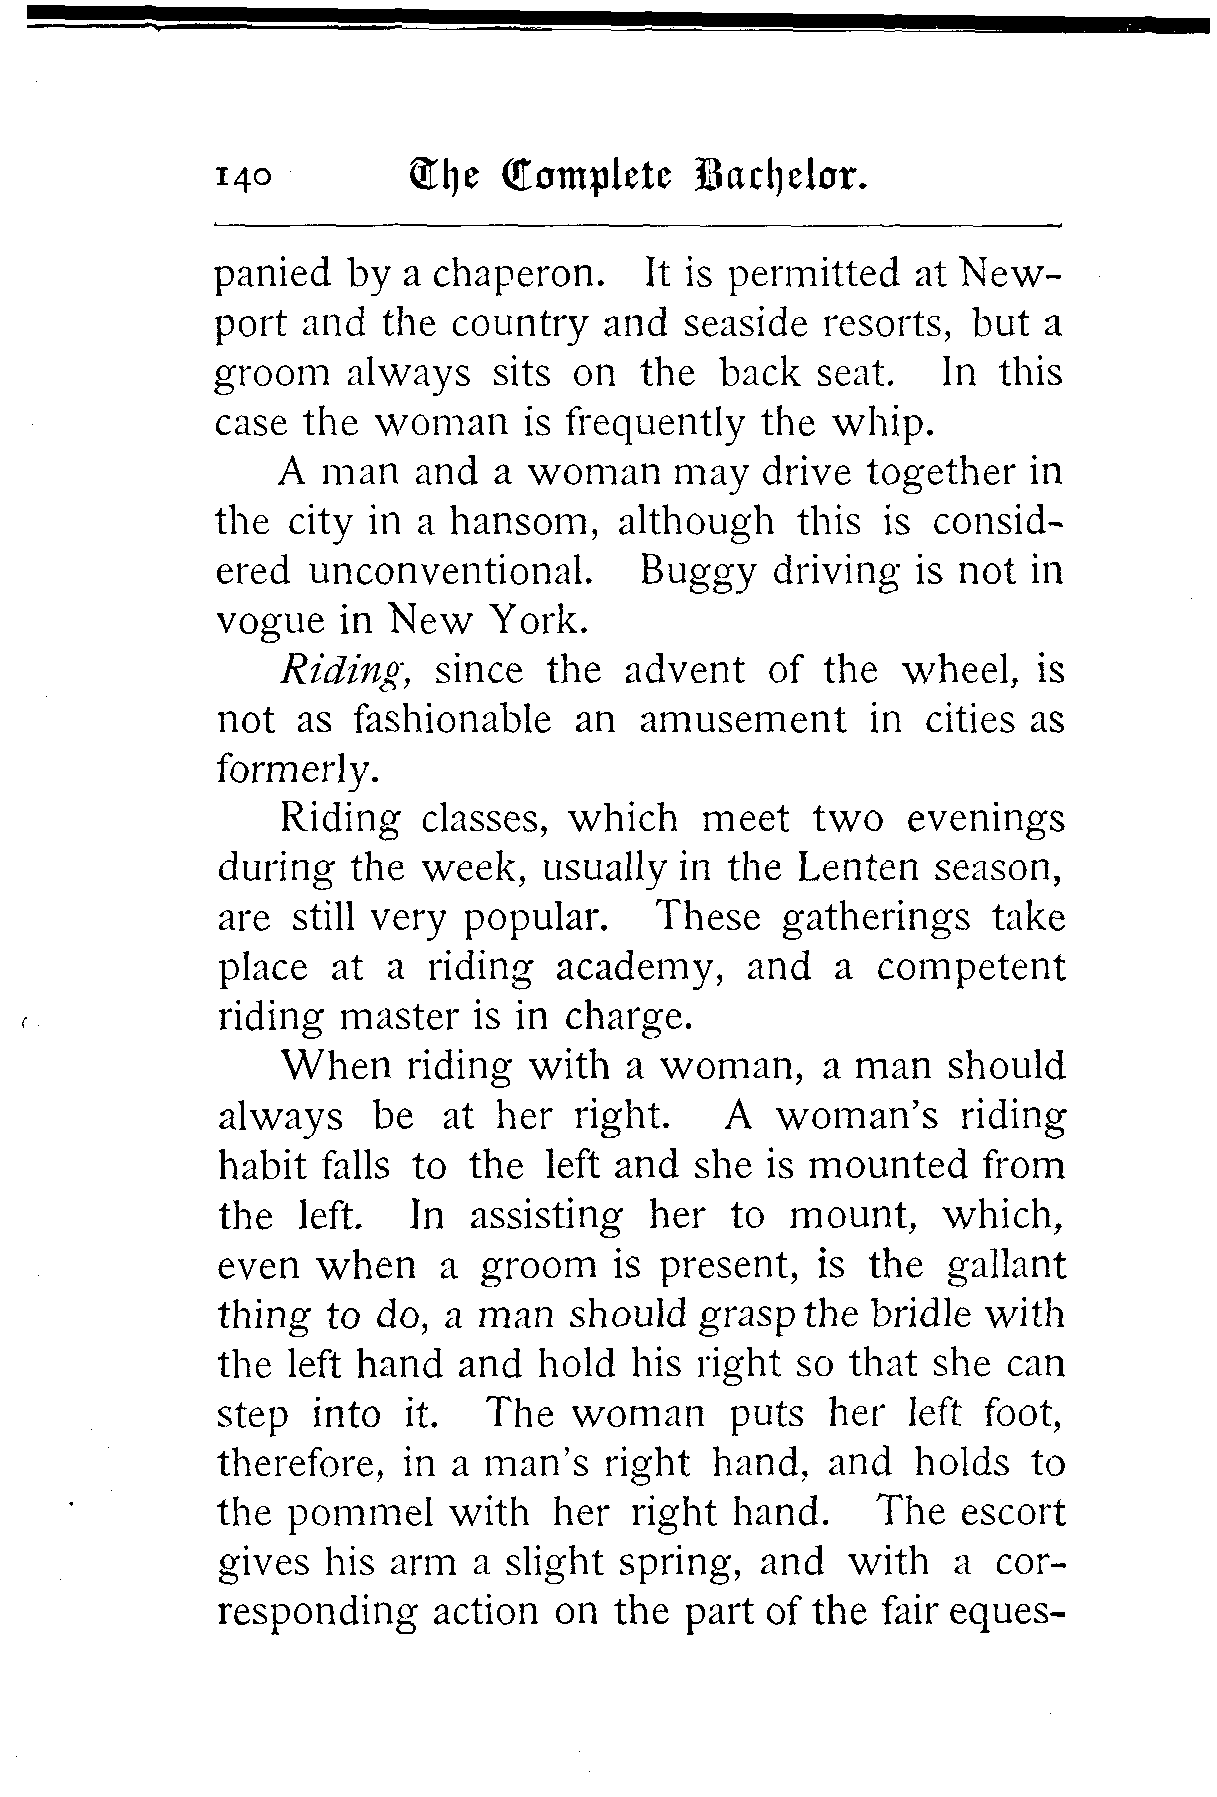 140 The Complete Bachelor.
panied by a chaperon. It is permitted at New-
port and the country and seaside resorts, but a
groom always sits on the back seat. In this
case the woman is frequently the whip.
A man and a woman may drive together in
the city in a hansom, although this is consid-
ered unconventional. Buggy driving is not in
vogue in New York.
Riding, since the advent of the wheel, is
not as fashionable an amusement in cities as
formerly.
Riding classes, which meet two evenings
during the week, usually in the Lenten season,
are still very popular. These gatherings take
place at a riding academy, and a competent
riding master is in charge.
When riding with a woman, a man should
always be at her right. A woman's riding
habit falls to the left and she is mounted from
the left. In assisting her to mount, which,
even when a groom is present, is the gallant
thing to do, a man should grasp the bridle with
the left hand and hold his right so that she can
step into it. The woman puts her left foot,
therefore, in a man's right hand, and holds to
the pommel with her right hand. The escort
gives his arm a slight spring, and with a cor-
responding action on the part of the fair eques-